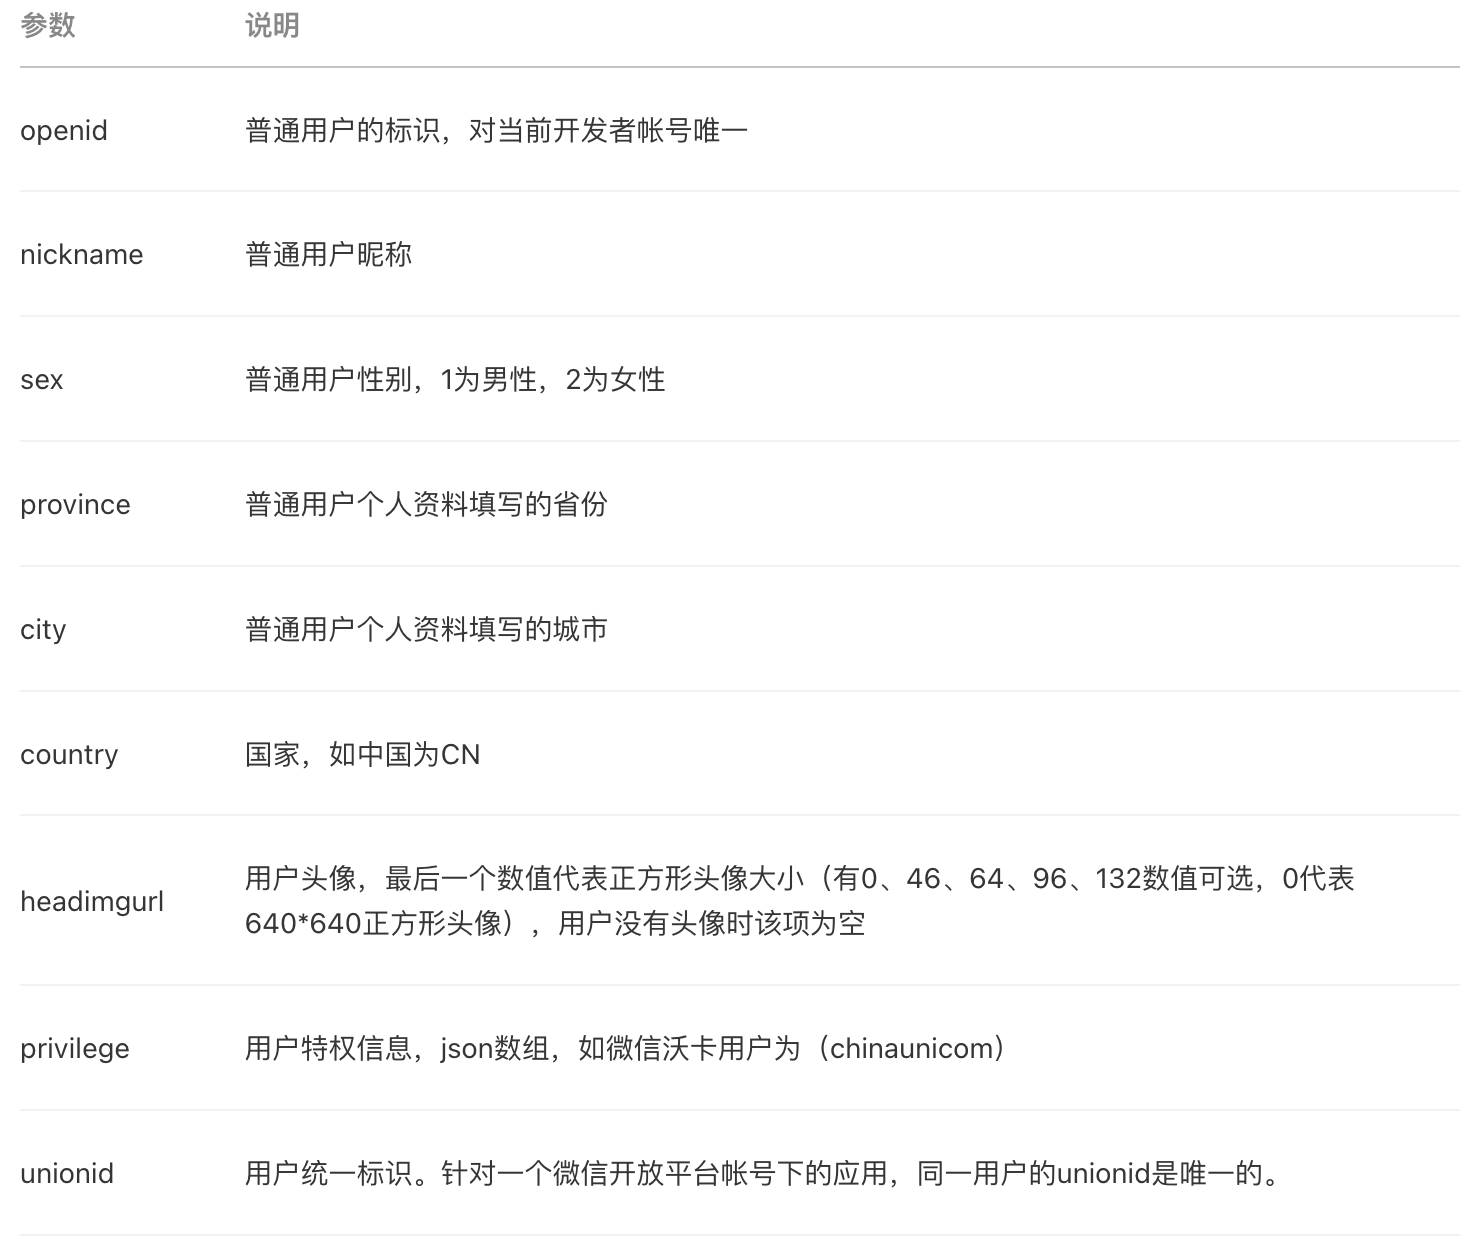 参数 说明
openid 普通用户的标识，对当前开发者帐号唯一
nickname 普通用户昵称
sex 普通用户性别，1为男性，2为女性
province 普通用户个人资料填写的省份
city 普通用户个人资料填写的城市
country 国家，如中国为CN
headimgurl 用户头像，最后一个数值代表正方形头像大小（有0、46、64、96、132数值可选，0代表
640*640正方形头像），用户没有头像时该项为空
privilege 用户特权信息，json数组，如微信沃卡用户为（chinaunicom）
unionid 用户统一标识。针对一个微信开放平台帐号下的应用，同一用户的unionid是唯一的。